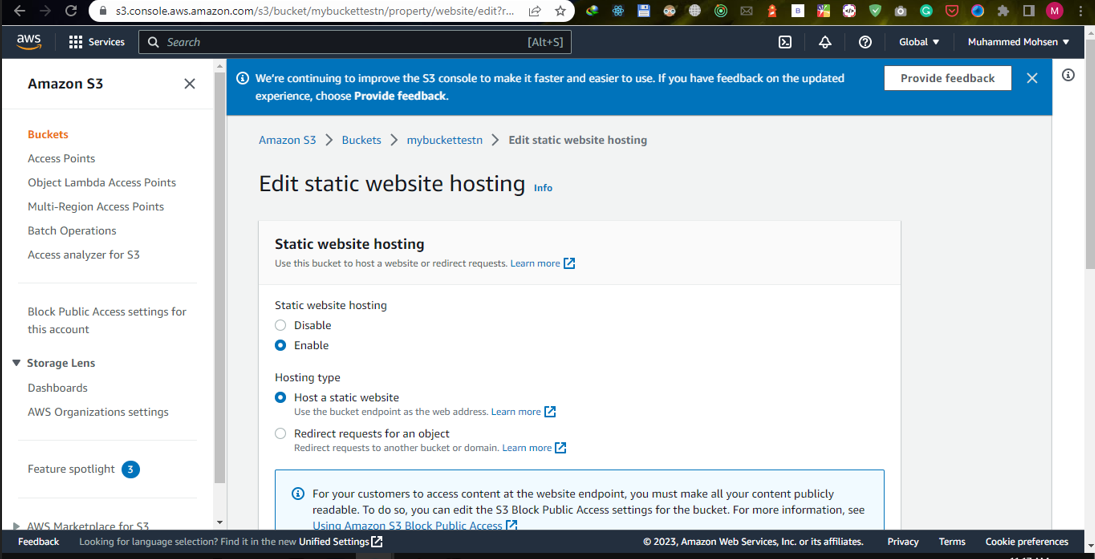 s3.console.aws.amazon.com/s3/bucket/mybuckettestn/property/website/edit?r...
M
aws
Services
Search
[Alt+S]
Global
Muhammed Mohsen
Amazon S3
Buckets
Access Points
Object Lambda Access Points
Multi-Region Access Points
Batch Operations
Access analyzer for S3
Block Public Access settings for
this account
Storage Lens
Dashboards
AWS Organizations settings
Feature spotlight 3
AWS Marketplace for S3
We're continuing to improve the S3 console to make it faster and easier to use. If you have feedback on the updated
experience, choose Provide feedback.
Provide feedback
Amazon S3 > Buckets > mybuckettestn > Edit static website hosting
Edit static website hosting Info
Static website hosting
Use this bucket to host a website or redirect requests. Learn more
Static website hosting
Disable
Enable
Hosting type
Host a static website
Use the bucket endpoint as the web address. Learn more
Redirect requests for an object
Redirect requests to another bucket or domain. Learn more
For your customers to access content at the website endpoint, you must make all your content publicly
readable. To do so, you can edit the S3 Block Public Access settings for the bucket. For more information, see
Using Amazon S3 Block Public Access
Feedback
Looking for language selection? Find it in the new Unified Settings
© 2023, Amazon Web Services, Inc. or its affiliates.
Privacy
Terms
Cookie preferences